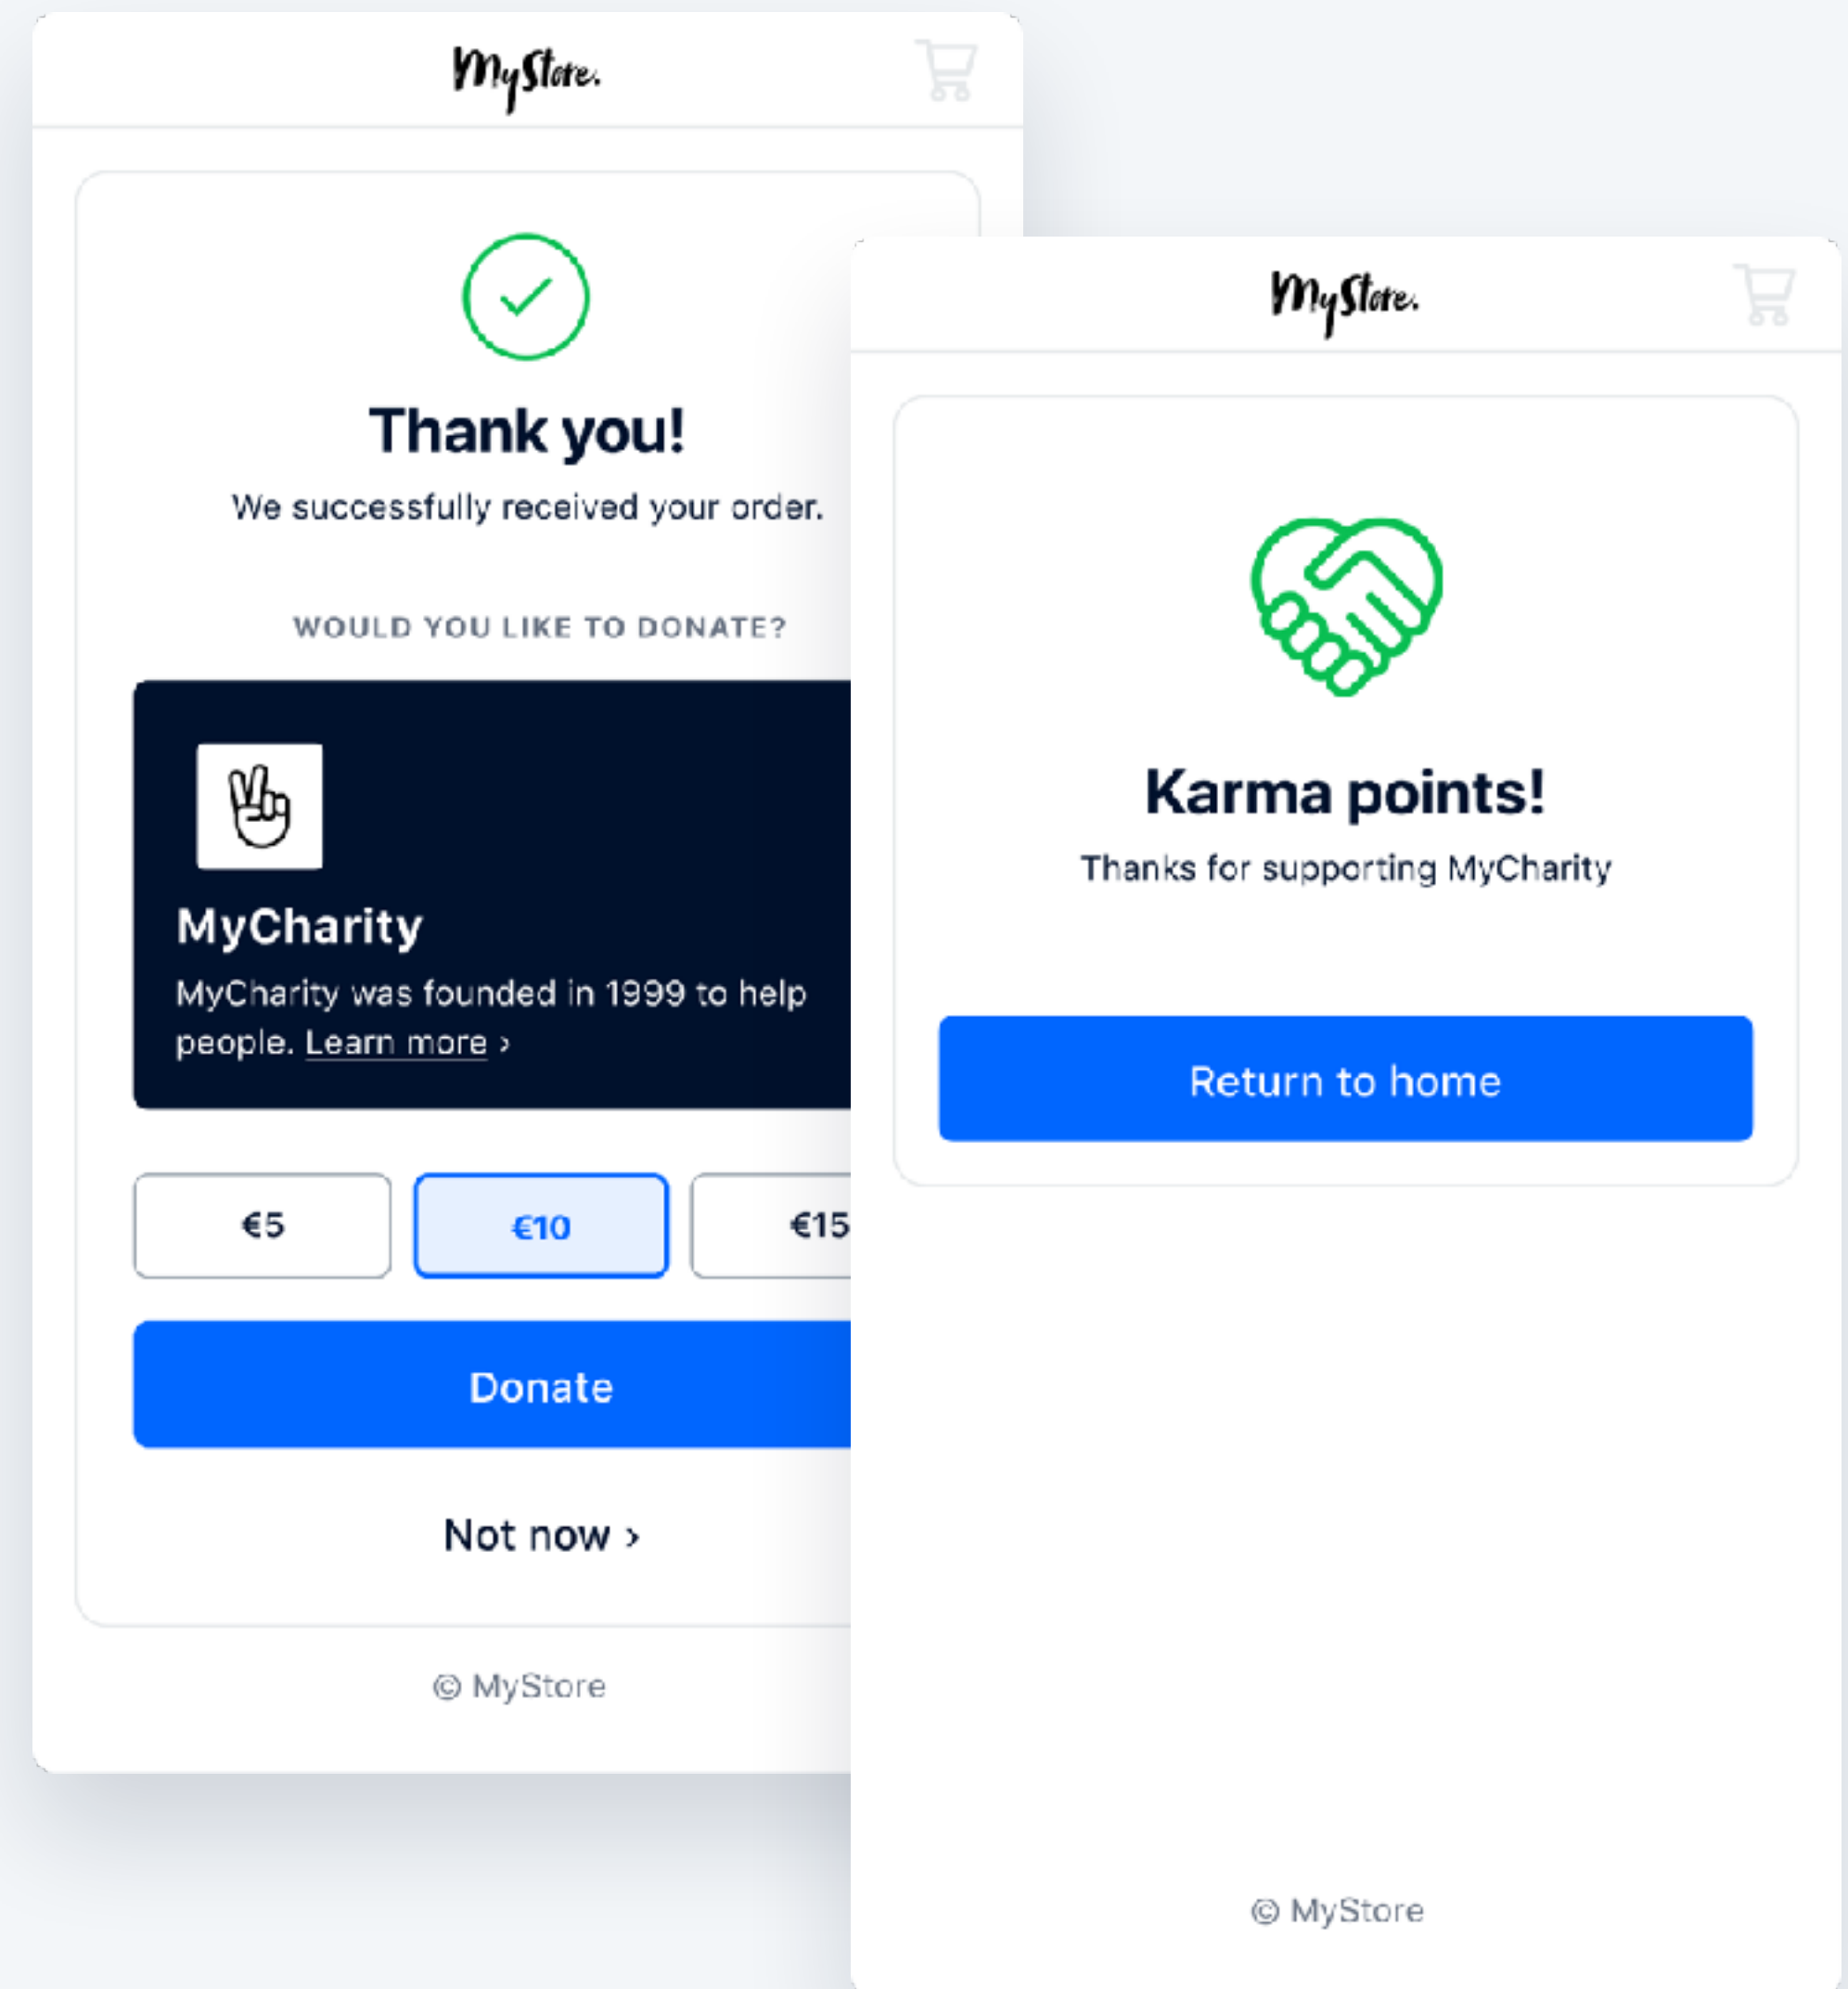 MyStore.
Thank you!
We successfully received your order.
WOULD YOU LIKE TO DONATE?
MyCharity
MyCharity was founded in 1999 to help
people. Learn more ›
€5 €10 €15
Donate
Not now ›
© MyStore
MyStore.
Karma points!
Thanks for supporting MyCharity
Return to home
© MyStore